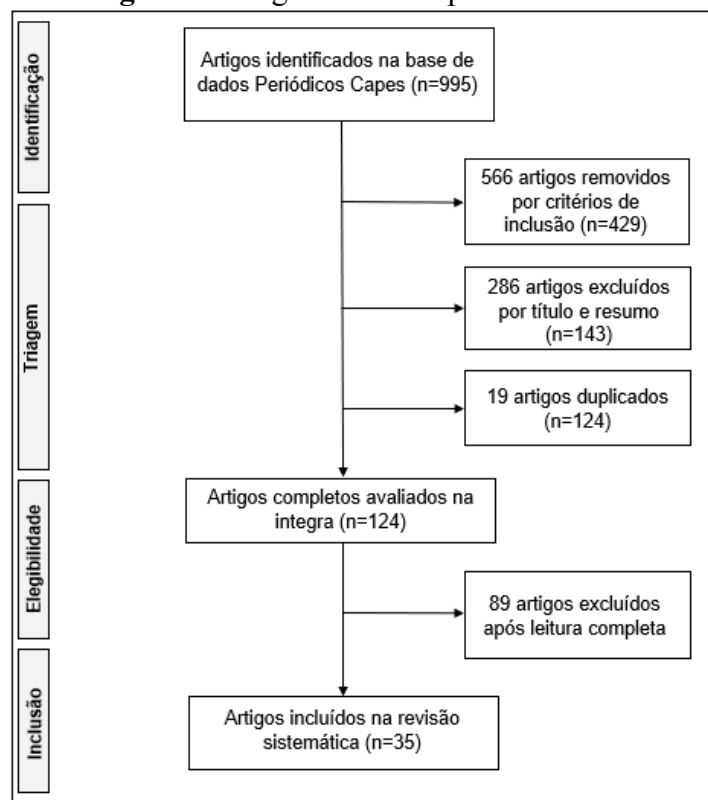 Identificação
Artigos identificados na base de
dados Periódicos Capes (n=995)
566 artigos removidos
por critérios de
inclusão (n=429)
Triagem
286 artigos excluídos
por título e resumo
(n=143)
19 artigos duplicados
(n=124)
Elegibilidade
Artigos completos avaliados na
integra (n=124)
89 artigos excluídos
após leitura completa
Inclusão
Artigos incluídos na revisão
sistemática (n=35)